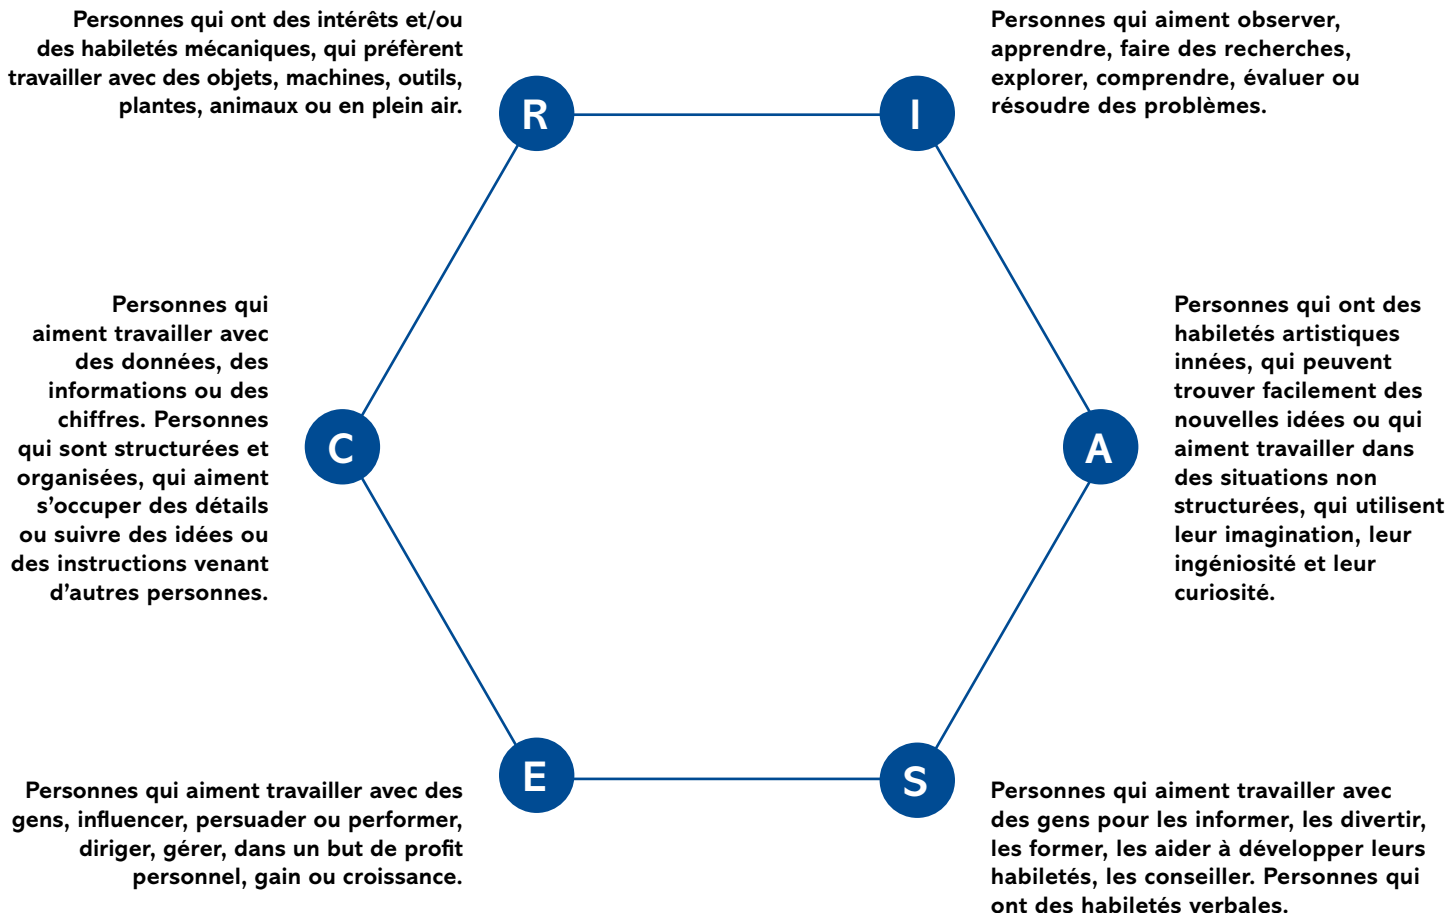 Personnes qui ont des intérêts et/ou
des habiletés mécaniques, qui préfèrent
travailler avec des objets, machines, outils,
plantes, animaux ou en plein air.
R
I
Personnes qui aiment observer,
apprendre, faire des recherches,
explorer, comprendre, évaluer ou
résoudre des problèmes.
Personnes qui
aiment travailler avec
des données, des
informations ou des
chiffres. Personnes
qui sont structurées et
organisées, qui aiment
s’occuper des détails
ou suivre des idées ou
des instructions venant
d’autres personnes.
C
A
Personnes qui ont des
habiletés artistiques
innées, qui peuvent
trouver facilement des
nouvelles idées ou qui
aiment travailler dans
des situations non
structurées, qui utilisent
leur imagination, leur
ingéniosité et leur
curiosité.
Personnes qui aiment travailler avec des
gens, influencer, persuader ou performer,
diriger, gérer, dans un but de profit
personnel, gain ou croissance.
E
S
Personnes qui aiment travailler avec
des gens pour les informer, les divertir,
les former, les aider à développer leurs
habiletés, les conseiller. Personnes qui
ont des habiletés verbales.